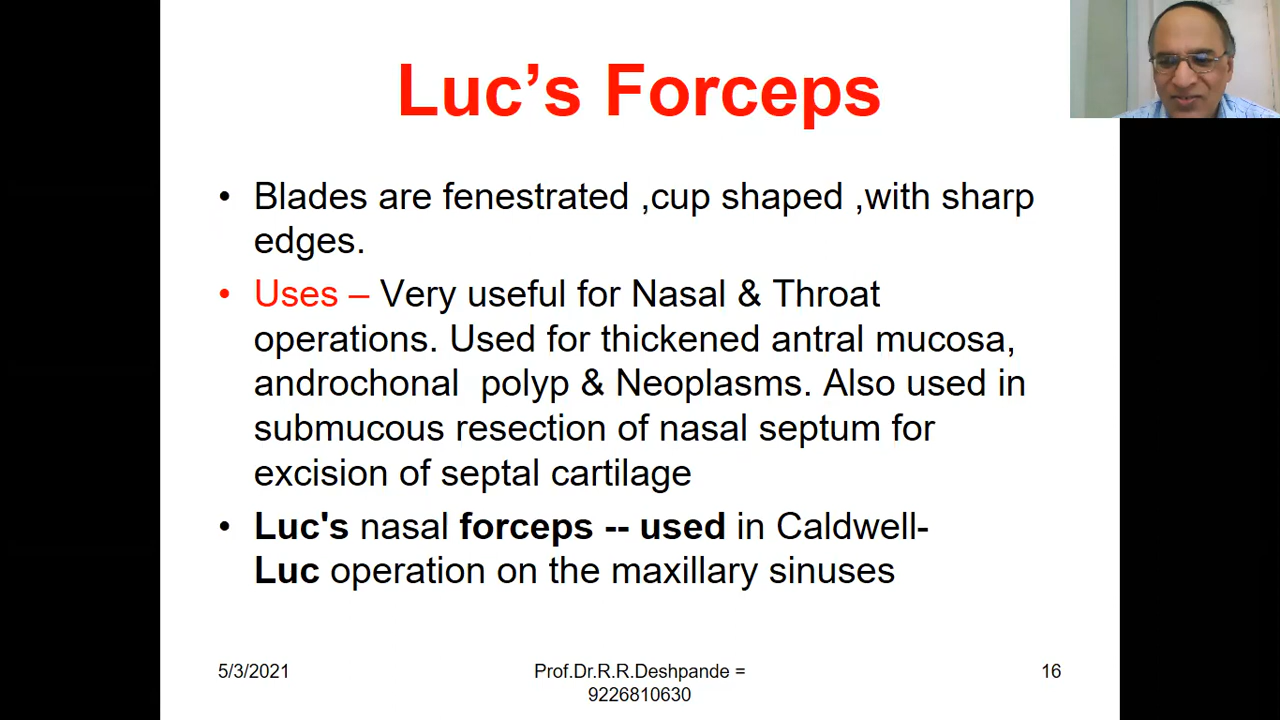 Luc’s Forceps
• Blades are fenestrated ,cup shaped ,with sharp
edges.
• Uses – Very useful for Nasal & Throat
operations. Used for thickened antral mucosa,
androchonal polyp & Neoplasms. Also used in
submucous resection of nasal septum for
excision of septal cartilage
• Luc's nasal forceps -- used in Caldwell-
Luc operation on the maxillary sinuses
5/3/2021
Prof.Dr.R.R.Deshpande =
9226810630
16